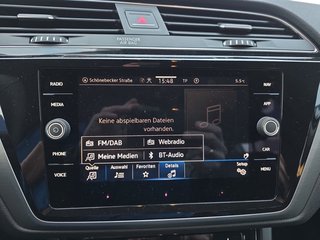 PASSENGER
AIR BAG
RADIO
Schönebecker Straße
15:48
TP
5.5°C
NAV
MEDIA
APP
Keine abspielbaren Dateien
vorhanden.
FM/DAB
Webradio
PHONE
Meine Medien
BT-Audio
CAR
VOICE
Quelle
Auswahl
Favoriten
Details
Setup
MENU